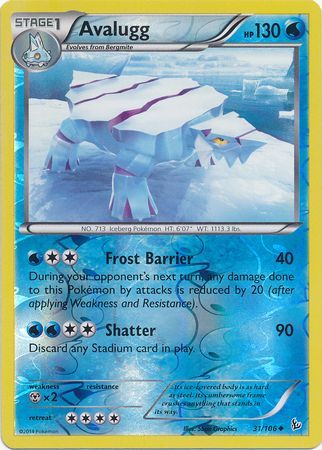 STAGE1
Avalugg
HP130
Evolves from Bergmite
NO. 713 Iceberg Pokémon HT: 6'07" WT: 1113.3 lbs.
Frost Barrier 40
During your opponent's next turn, any damage done
to this Pokémon by attacks is reduced by 20 (after
applying Weakness and Resistance).
Shatter 90
Discard any Stadium card in play.
weakness
resistance
×2
retreat
Its ice-covered body is as hard as
steel. Its cumbersome frame
crushes anything that stands
in its way.
©2014 Pokémon
Illus. 5ban Graphics
31/106